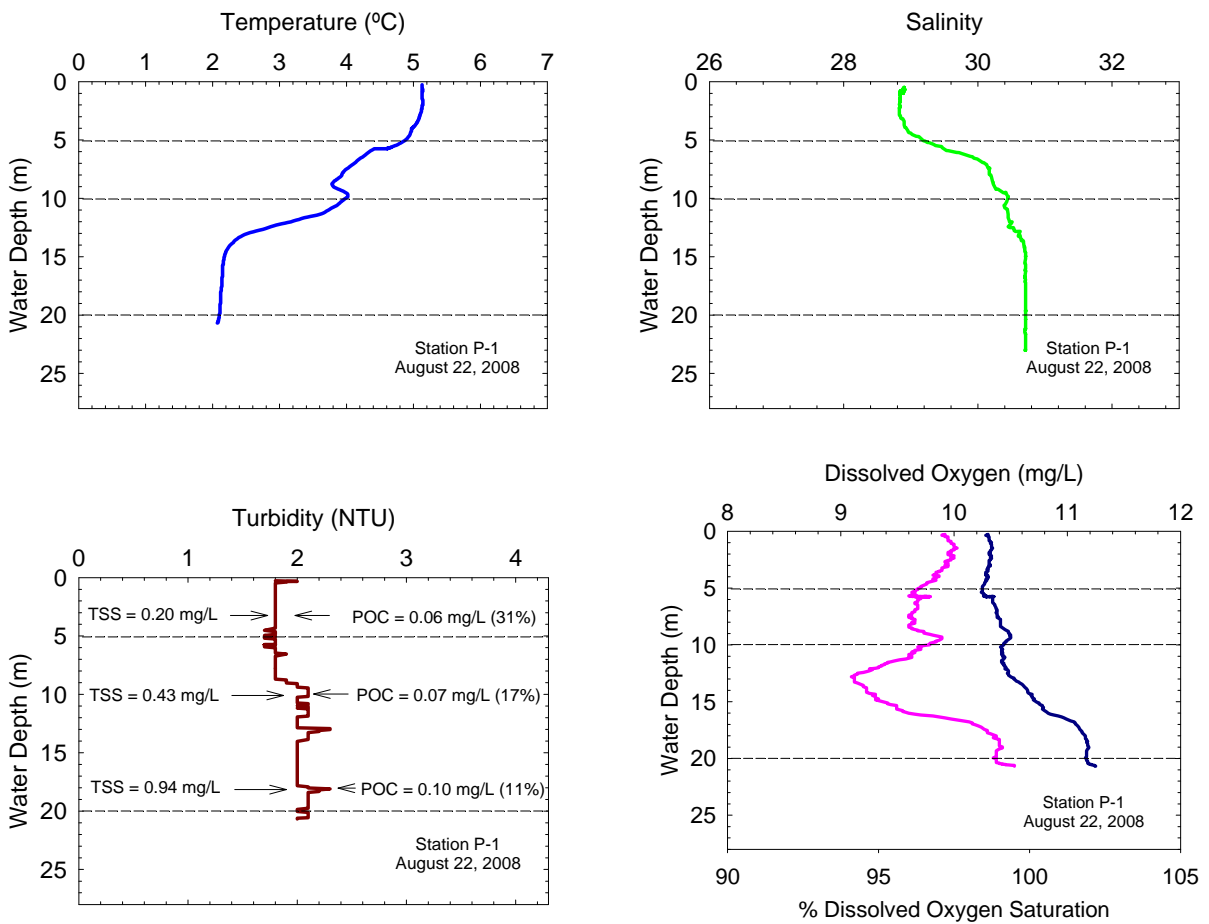 Temperature (ºC)
0 1 2 3 4 5 6 7
0
5
10
15
20
25
Water Depth (m)
Station P-1
August 22, 2008
Salinity
26 28 30 32
0
5
10
15
20
25
Water Depth (m)
Station P-1
August 22, 2008
Turbidity (NTU)
0 1 2 3 4
0
5
10
15
20
25
Water Depth (m)
TSS = 0.20 mg/L
POC = 0.06 mg/L (31%)
TSS = 0.43 mg/L
POC = 0.07 mg/L (17%)
TSS = 0.94 mg/L
POC = 0.10 mg/L (11%)
Station P-1
August 22, 2008
Dissolved Oxygen (mg/L)
8 9 10 11 12
0
5
10
15
20
25
Water Depth (m)
Station P-1
August 22, 2008
90 95 100 105
% Dissolved Oxygen Saturation